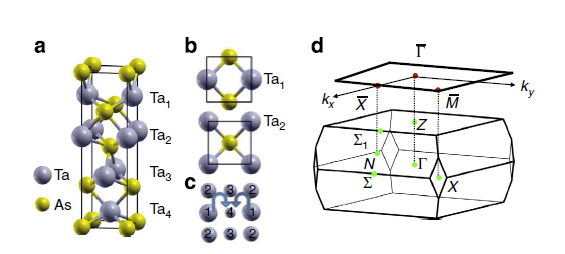 a
Ta1
Ta2
Ta3
Ta4
Ta
As
b
Ta1
Ta2
c
2 3 2
1 4 1
2 3 2
d
Γ̅
kx
X̅
M̅
ky
Z
Σ1
N
Γ
Σ
X